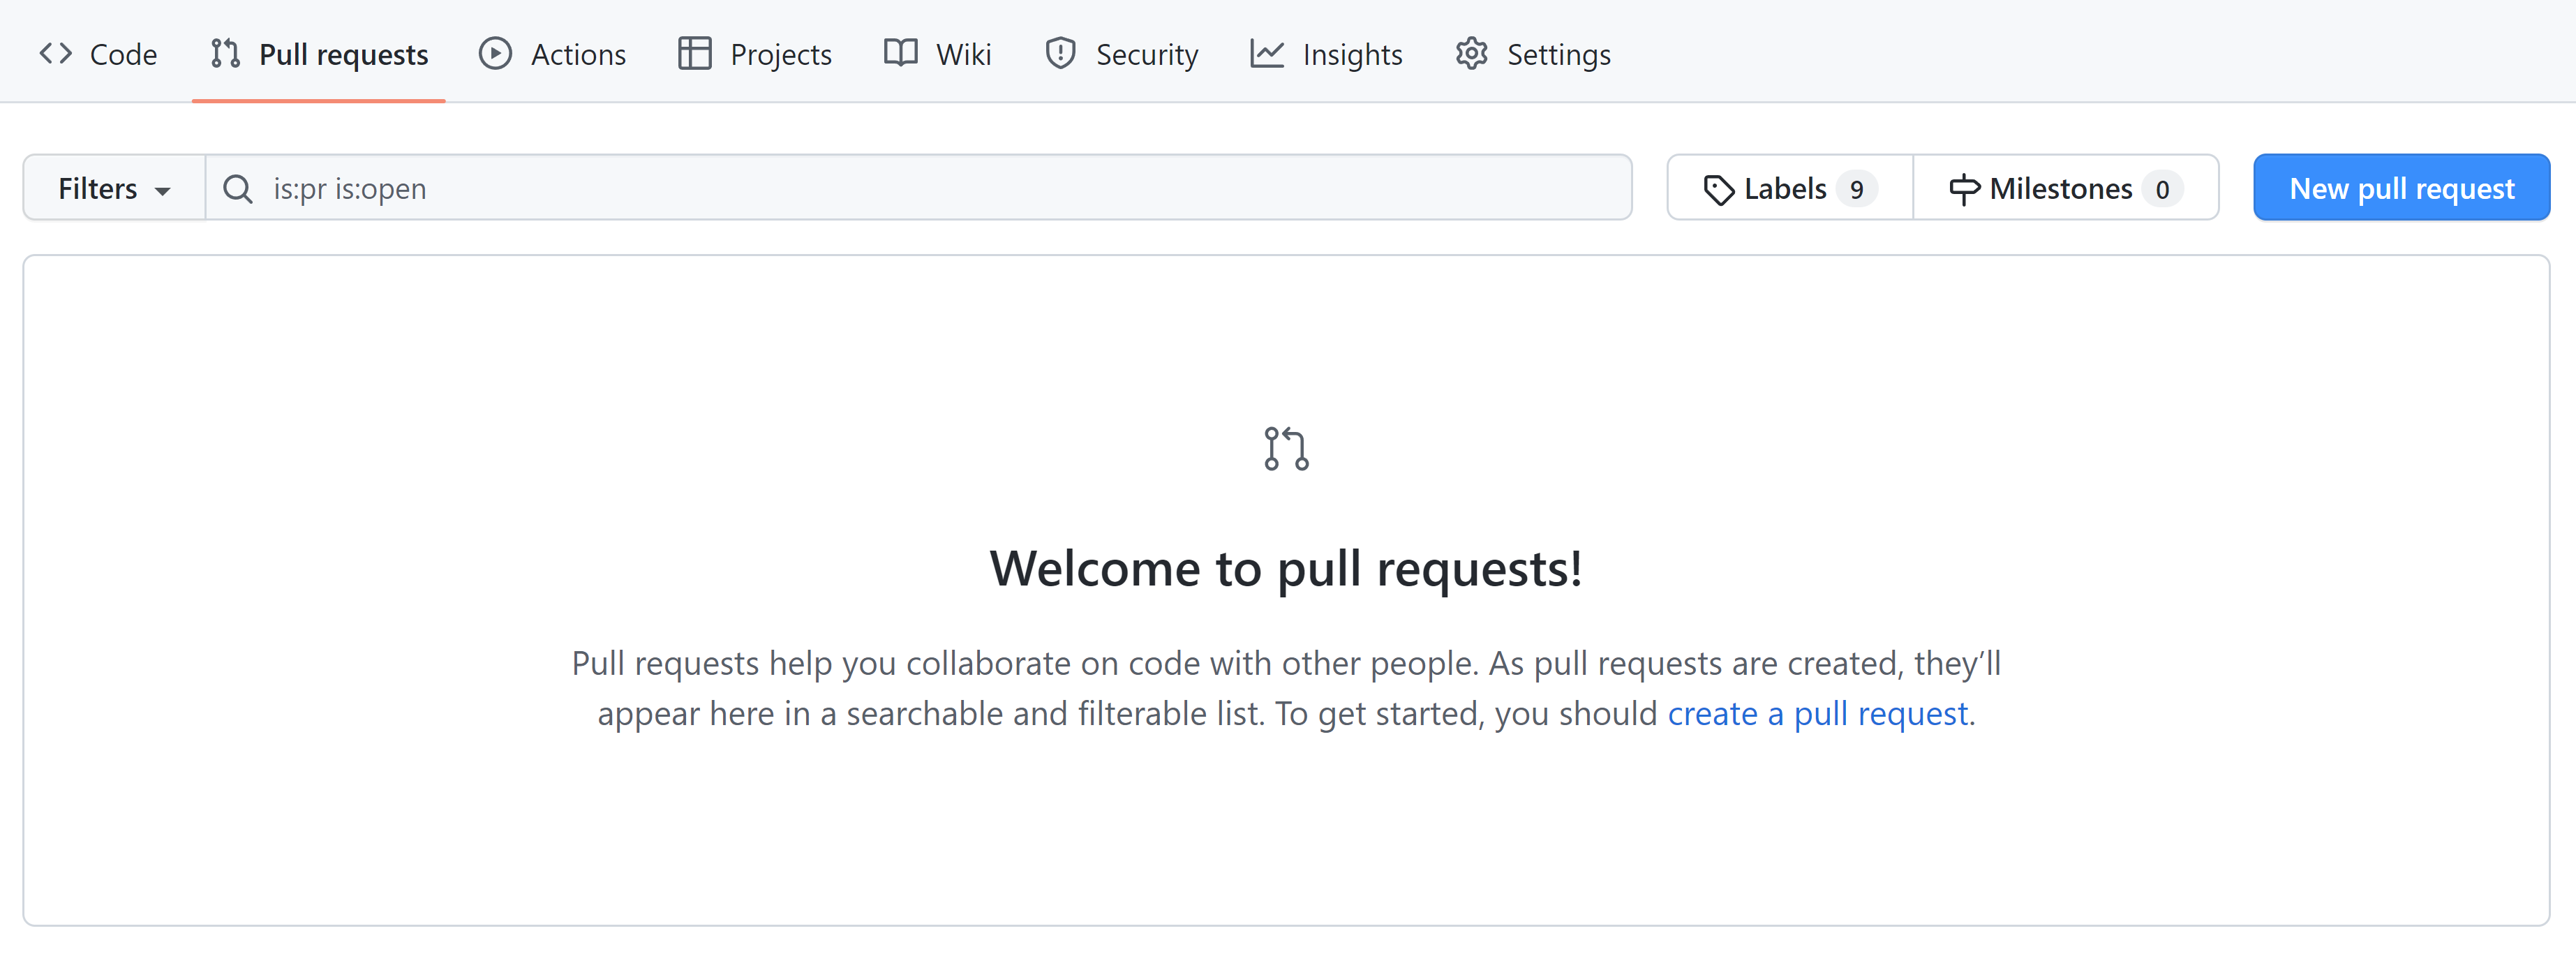 Code Pull requests Actions Projects Wiki Security Insights Settings
Filters is:pr is:open Labels 9 Milestones 0 New pull request
Welcome to pull requests!
Pull requests help you collaborate on code with other people. As pull requests are created, they’ll
appear here in a searchable and filterable list. To get started, you should create a pull request.